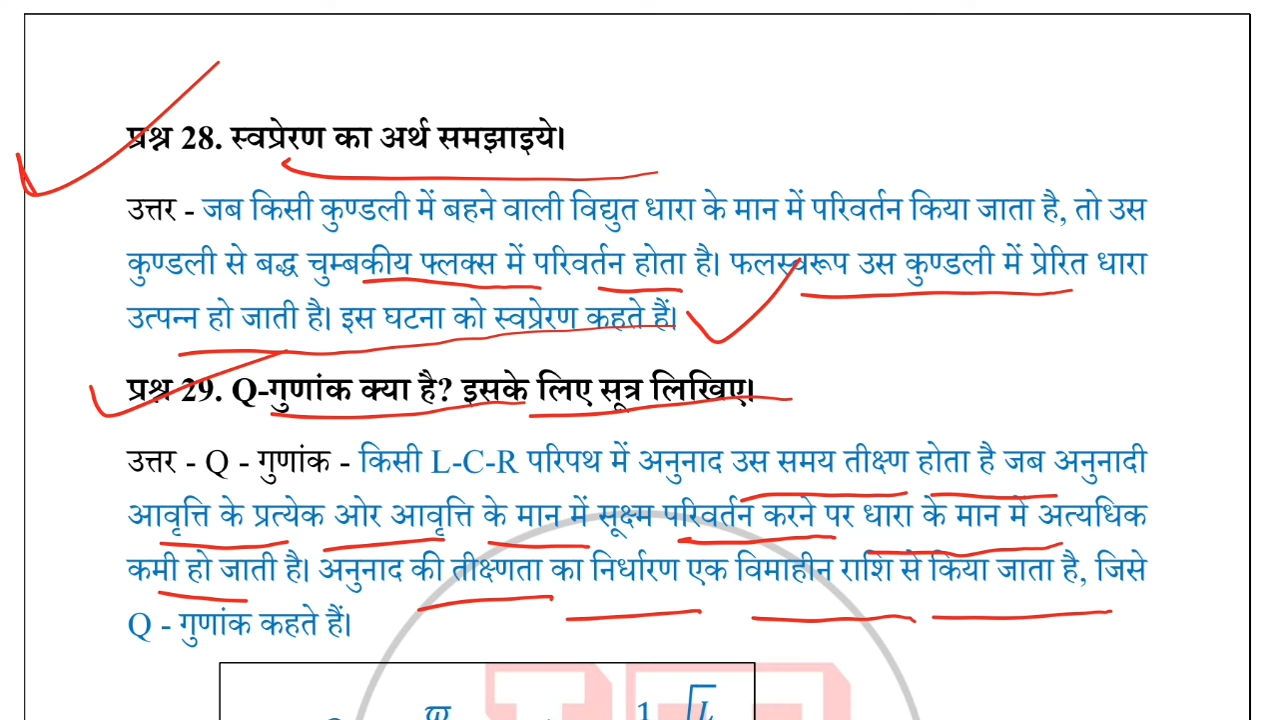 प्रश्न 28. स्वप्रेरण का अर्थ समझाइये।
उत्तर - जब किसी कुण्डली में बहने वाली विद्युत धारा के मान में परिवर्तन किया जाता है, तो उस
कुण्डली से बद्ध चुम्बकीय फ्लक्स में परिवर्तन होता है। फलस्वरूप उस कुण्डली में प्रेरित धारा
उत्पन्न हो जाती है। इस घटना को स्वप्रेरण कहते हैं।
प्रश्न 29. Q-गुणांक क्या है? इसके लिए सूत्र लिखिए।
उत्तर - Q - गुणांक - किसी L-C-R परिपथ में अनुनाद उस समय तीक्ष्ण होता है जब अनुनादी
आवृत्ति के प्रत्येक ओर आवृत्ति के मान में सूक्ष्म परिवर्तन करने पर धारा के मान में अत्यधिक
कमी हो जाती है। अनुनाद की तीक्ष्णता का निर्धारण एक विमाहीन राशि से किया जाता है, जिसे
Q - गुणांक कहते हैं।